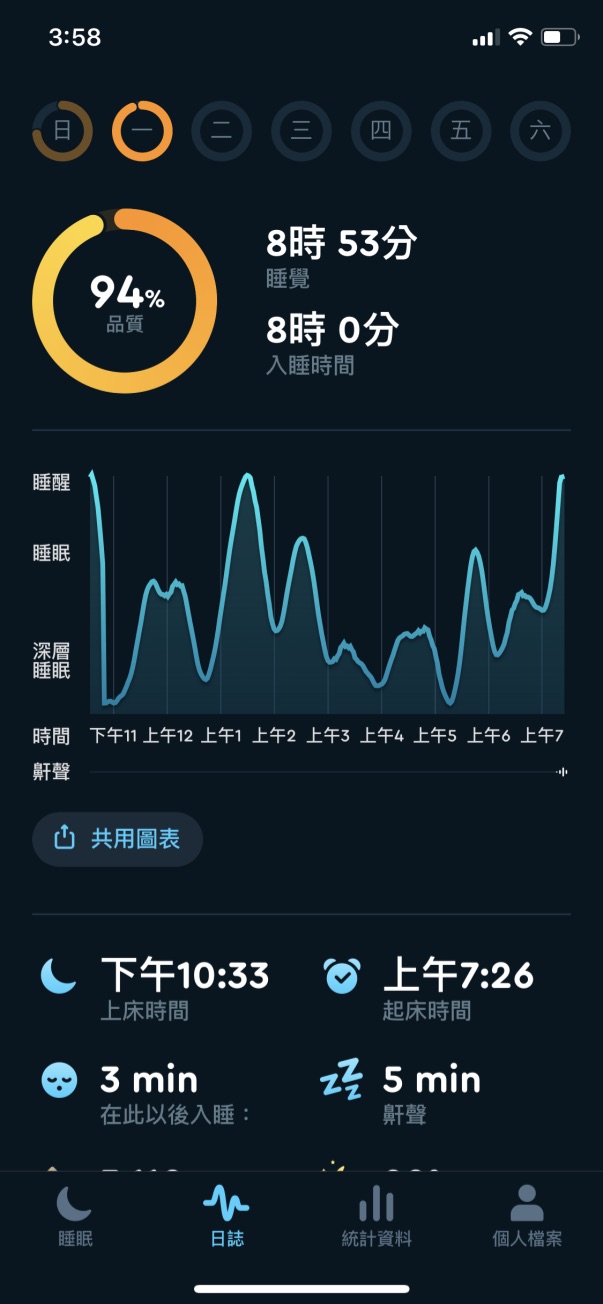 3:58
日 一 二 三 四 五 六
94%
品質
8時 53分
睡覺
8時 0分
入睡時間
睡醒
睡眠
深層
睡眠
時間 下午11 上午12 上午1 上午2 上午3 上午4 上午5 上午6 上午7
鼾聲
共用圖表
下午10:33 上午7:26
上床時間 起床時間
3 min 5 min
在此以後入睡： 鼾聲
睡眠 日誌 統計資料 個人檔案